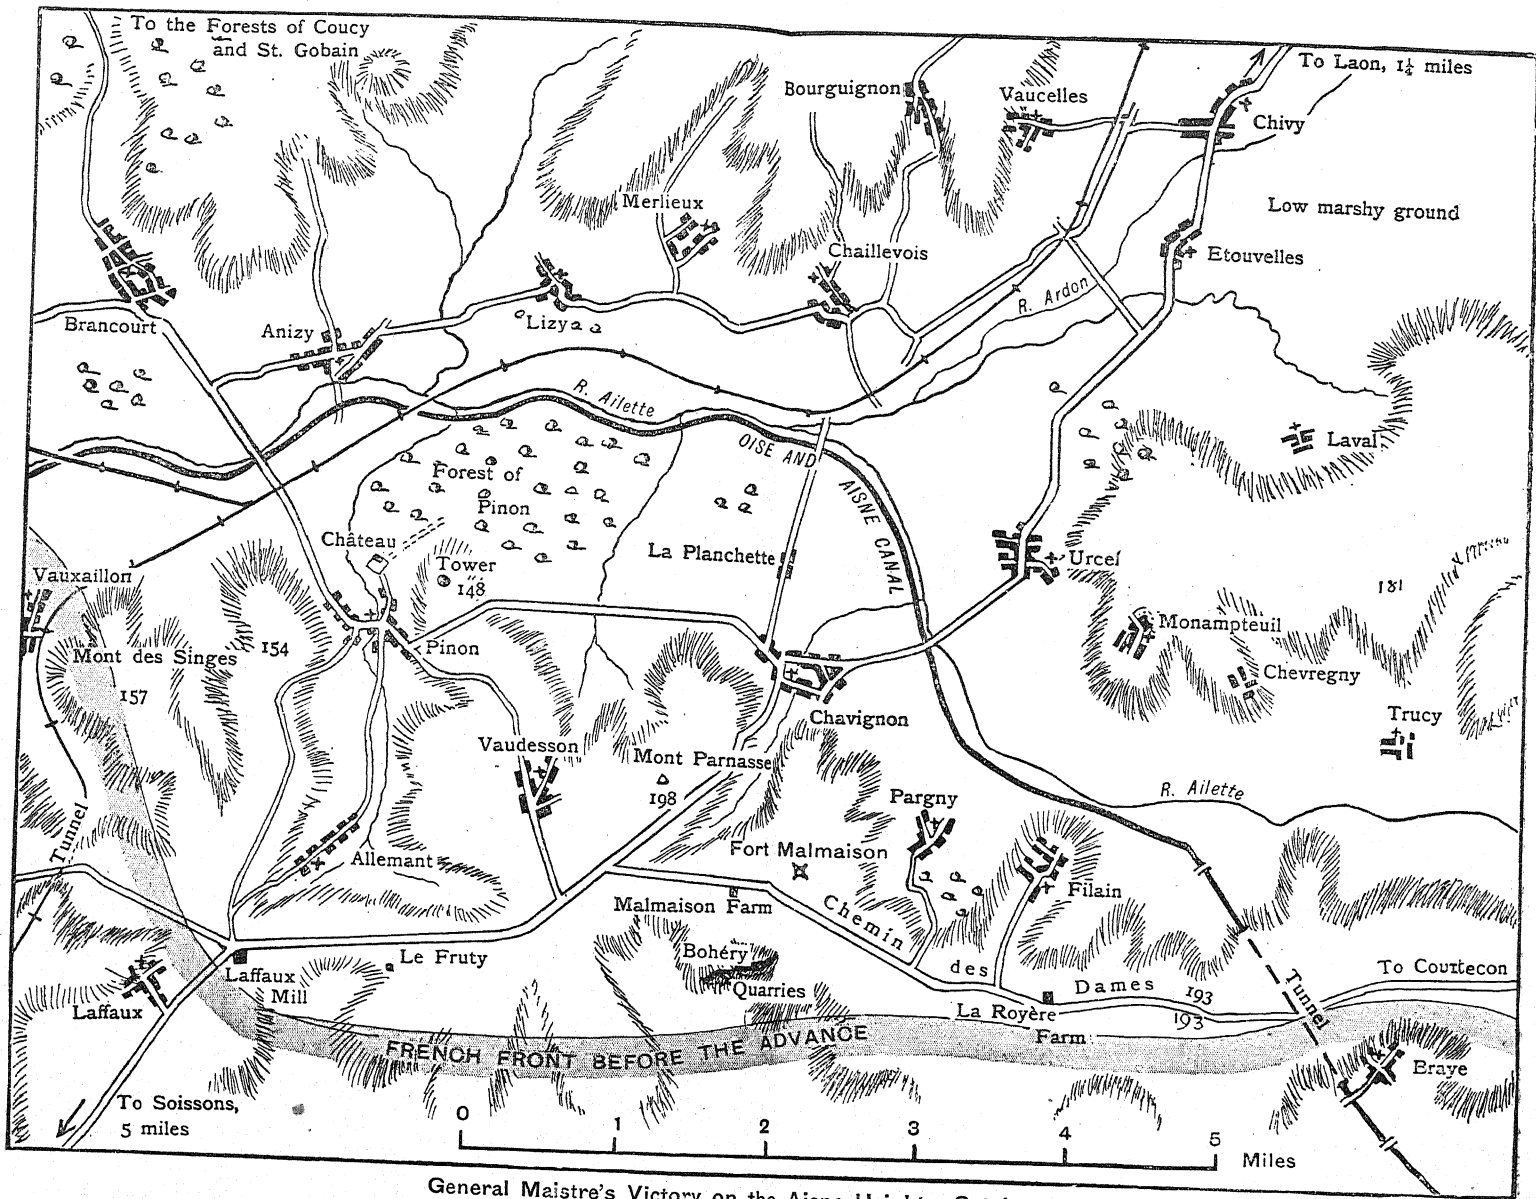 To the Forests of Coucy
and St. Gobain
To Laon, 1¼ miles
Bourguignon
Vaucelles
Chivy
Merlieux
Low marshy ground
Chaillevois
Etouvelles
R. Ardon
Brancourt
Anizy
Lizy
R. Ailette
OISE AND
AISNE CANAL
Laval
Forest of
Pinon
Château
Tower
148
La Planchette
Urcel
Vauxaillon
181
Mont des Singes
154
157
Pinon
Monampteuil
Chevregny
Trucy
Chavignon
Vaudesson
Mont Parnasse
198
R. Ailette
Pargny
Tunnel
Allemant
Fort Malmaison
Filain
Malmaison Farm
Chemin
des
Dames
193
193
Le Fruty
Laffaux
Mill
Bohéry
Quarries
Laffaux
La Royère
Farm
Tunnel
To Courtecon
FRENCH FRONT BEFORE THE ADVANCE
Braye
To Soissons,
5 miles
0 1 2 3 4 5
Miles
General Maistre's Victory on the Aisne